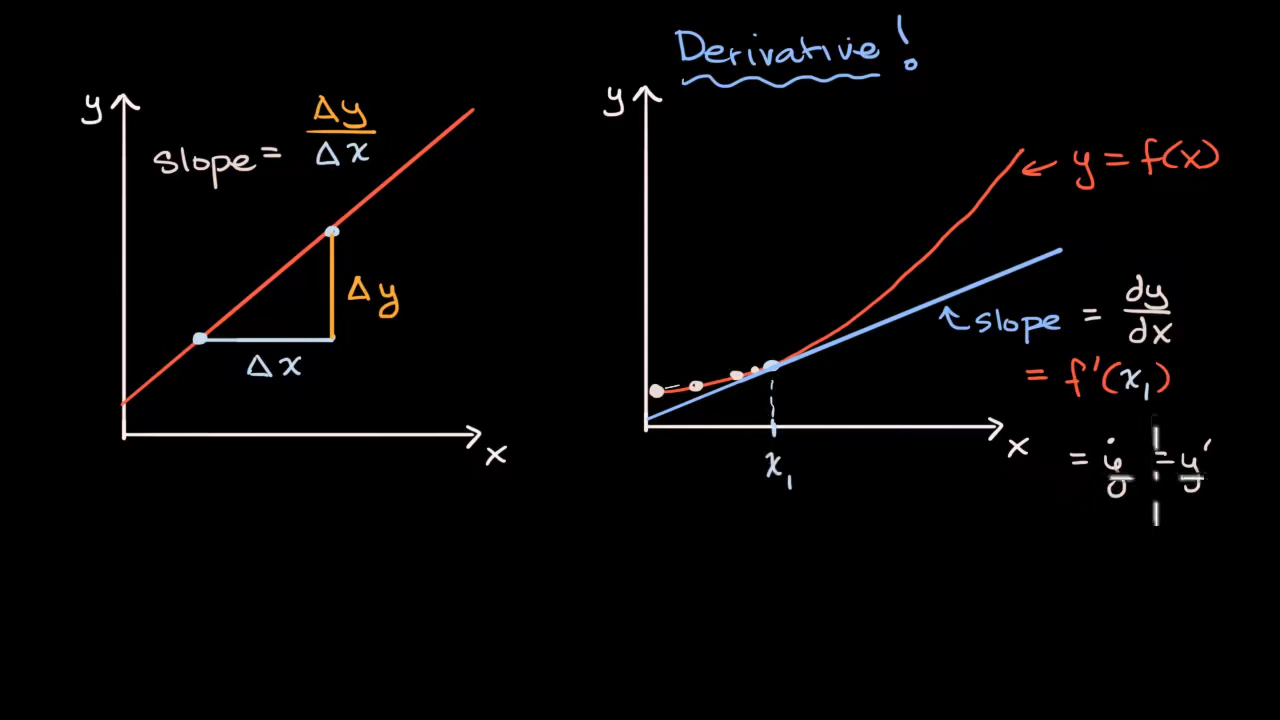 Derivative!
y
slope = Δy/Δx
Δy
Δx
x
y
y = f(x)
slope = dy/dx
= f'(x₁)
= ẏ = y'
x
x₁